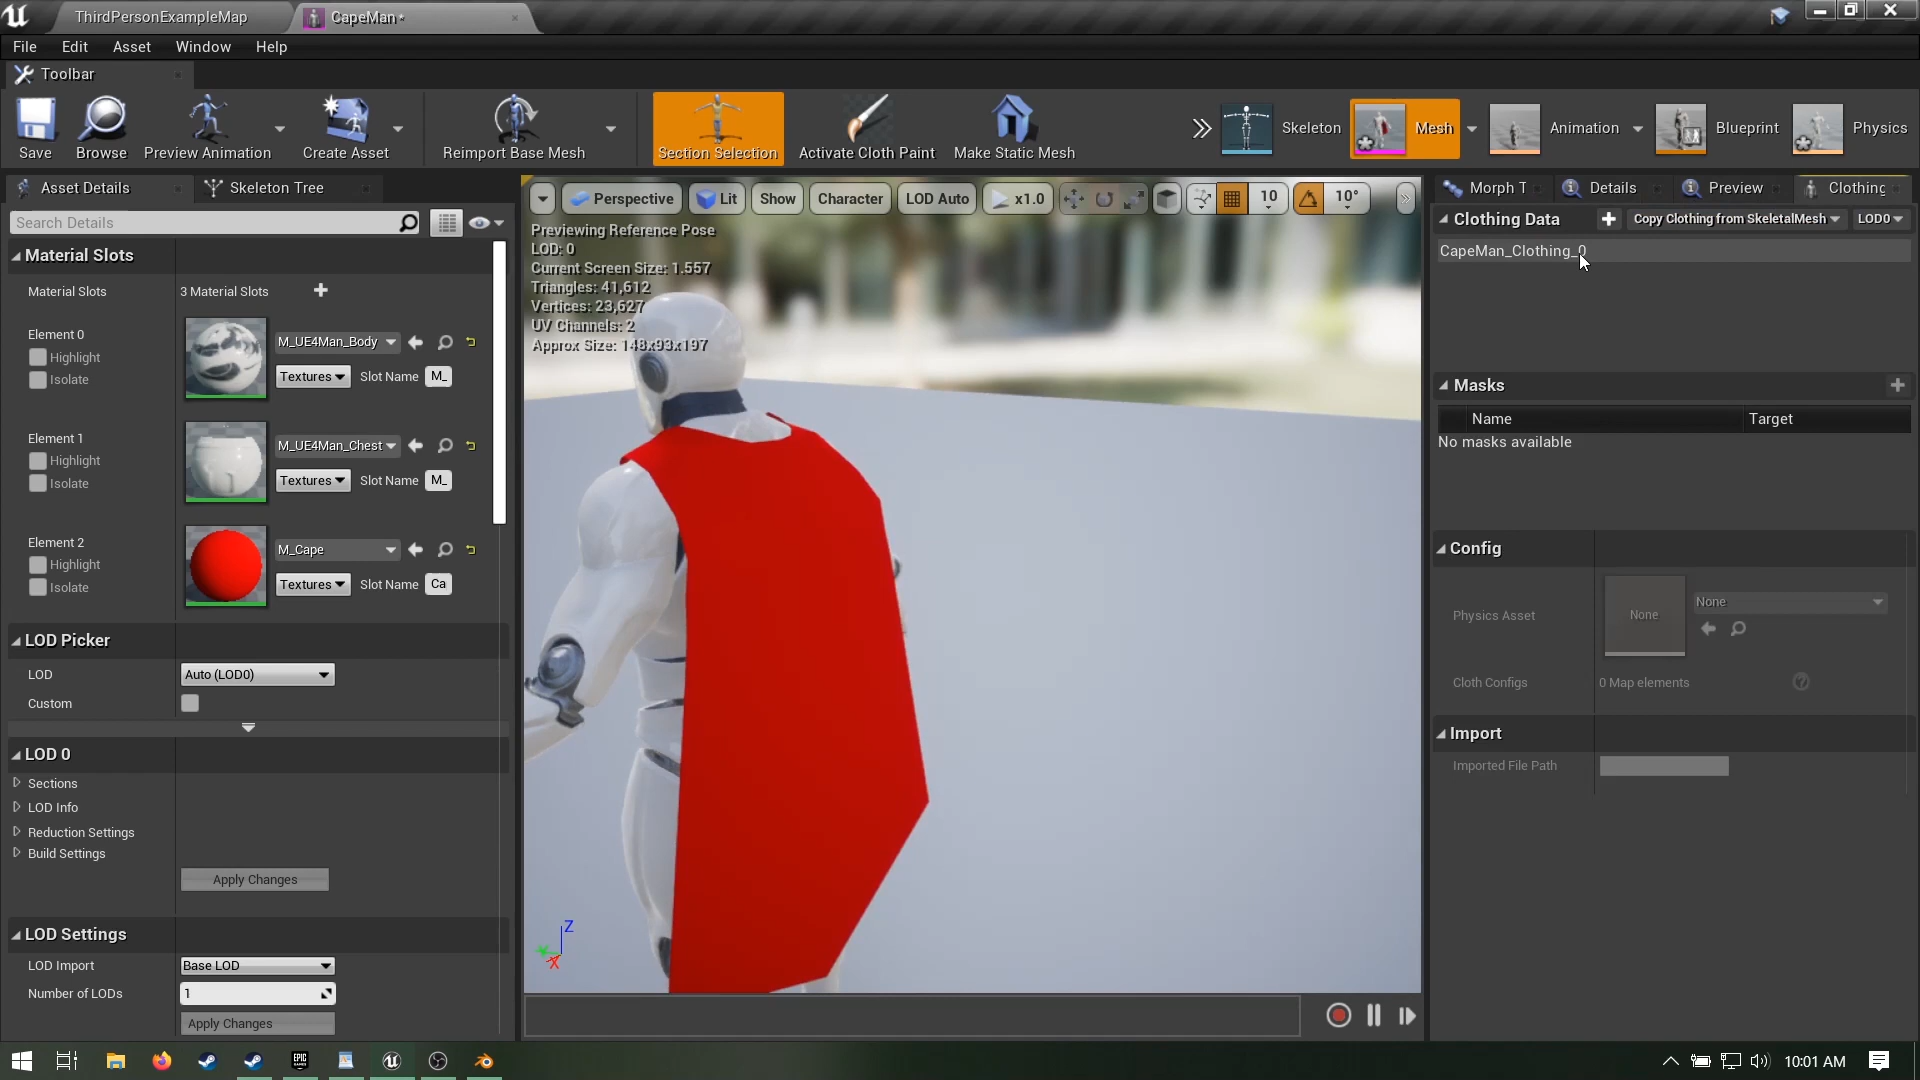 ThirdPersonExampleMap
CapeMan*
File Edit Asset Window Help
Toolbar
Save
Browse
Preview Animation
Create Asset
Reimport Base Mesh
Section Selection
Activate Cloth Paint
Make Static Mesh
Skeleton
Mesh
Animation
Blueprint
Physics
Asset Details
Skeleton Tree
Search Details
Material Slots
Material Slots
3 Material Slots
Element 0
Highlight
Isolate
M_UE4Man_Body
Textures
Slot Name
M_
Element 1
Highlight
Isolate
M_UE4Man_Chest
Textures
Slot Name
M_
Element 2
Highlight
Isolate
M_Cape
Textures
Slot Name
Ca
LOD Picker
LOD
Auto (LOD0)
Custom
LOD 0
Sections
LOD Info
Reduction Settings
Build Settings
Apply Changes
LOD Settings
LOD Import
Base LOD
Number of LODs
1
Apply Changes
Perspective
Lit
Show
Character
LOD Auto
x1.0
10
10°
Previewing Reference Pose
LOD: 0
Current Screen Size: 1.557
Triangles: 41,612
Vertices: 23,627
UV Channels: 2
Approx Size: 148x93x197
Z
X
Morph T
Details
Preview
Clothing
Clothing Data
Copy Clothing from SkeletalMesh
LOD0
CapeMan_Clothing_0
Masks
Name
Target
No masks available
Config
Physics Asset
None
None
Cloth Configs
0 Map elements
Import
Imported File Path
EPIC GAMES
10:01 AM